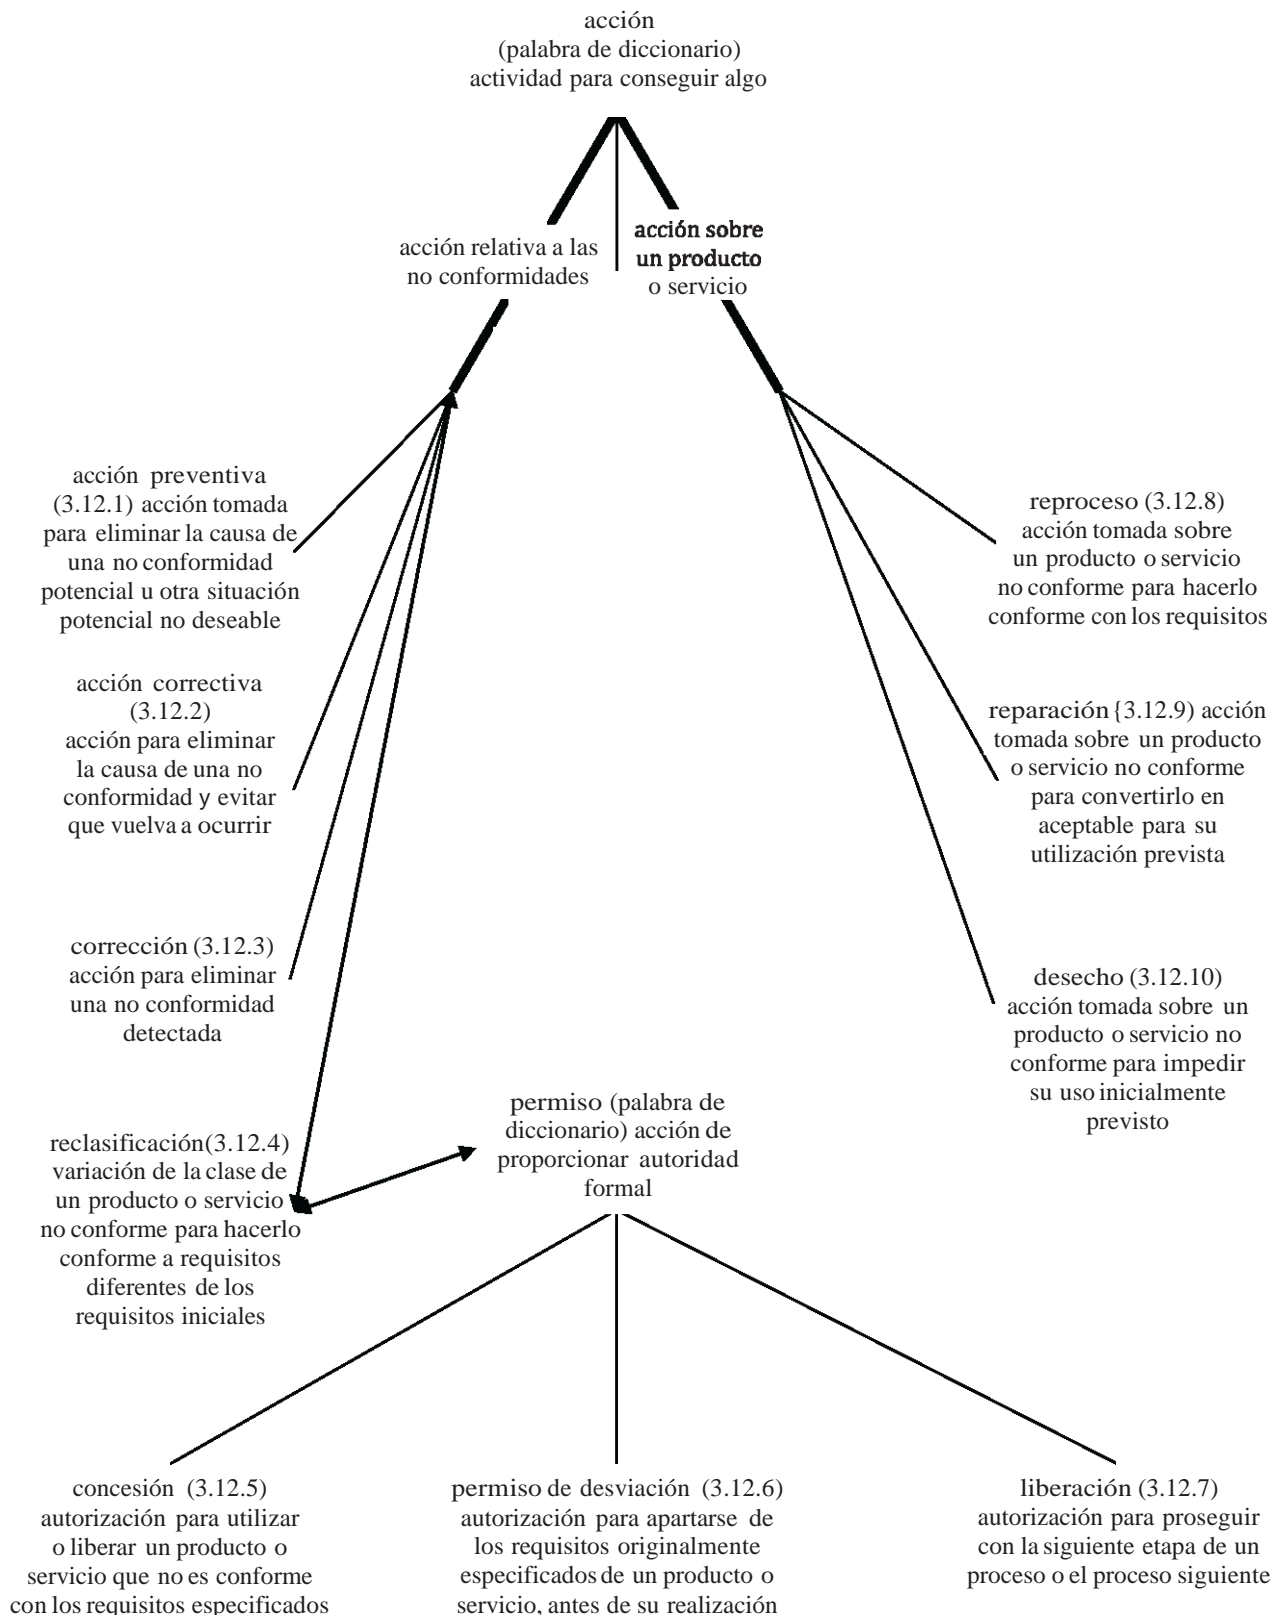 acción
(palabra de diccionario)
actividad para conseguir algo
acción relativa a las
no conformidades
acción sobre
un producto
o servicio
acción preventiva
(3.12.1) acción tomada
para eliminar la causa de
una no conformidad
potencial u otra situación
potencial no deseable
acción correctiva
(3.12.2)
acción para eliminar
la causa de una no
conformidad y evitar
que vuelva a ocurrir
corrección (3.12.3)
acción para eliminar
una no conformidad
detectada
reclasificación(3.12.4)
variación de la clase de
un producto o servicio
no conforme para hacerlo
conforme a requisitos
diferentes de los
requisitos iniciales
reproceso (3.12.8)
acción tomada sobre
un producto o servicio
no conforme para hacerlo
conforme con los requisitos
reparación {3.12.9) acción
tomada sobre un producto
o servicio no conforme
para convertirlo en
aceptable para su
utilización prevista
desecho (3.12.10)
acción tomada sobre un
producto o servicio no
conforme para impedir
su uso inicialmente
previsto
permiso (palabra de
diccionario) acción de
proporcionar autoridad
formal
concesión (3.12.5)
autorización para utilizar
o liberar un producto o
servicio que no es conforme
con los requisitos especificados
permiso de desviación (3.12.6)
autorización para apartarse de
los requisitos originalmente
especificados de un producto o
servicio, antes de su realización
liberación (3.12.7)
autorización para proseguir
con la siguiente etapa de un
proceso o el proceso siguiente